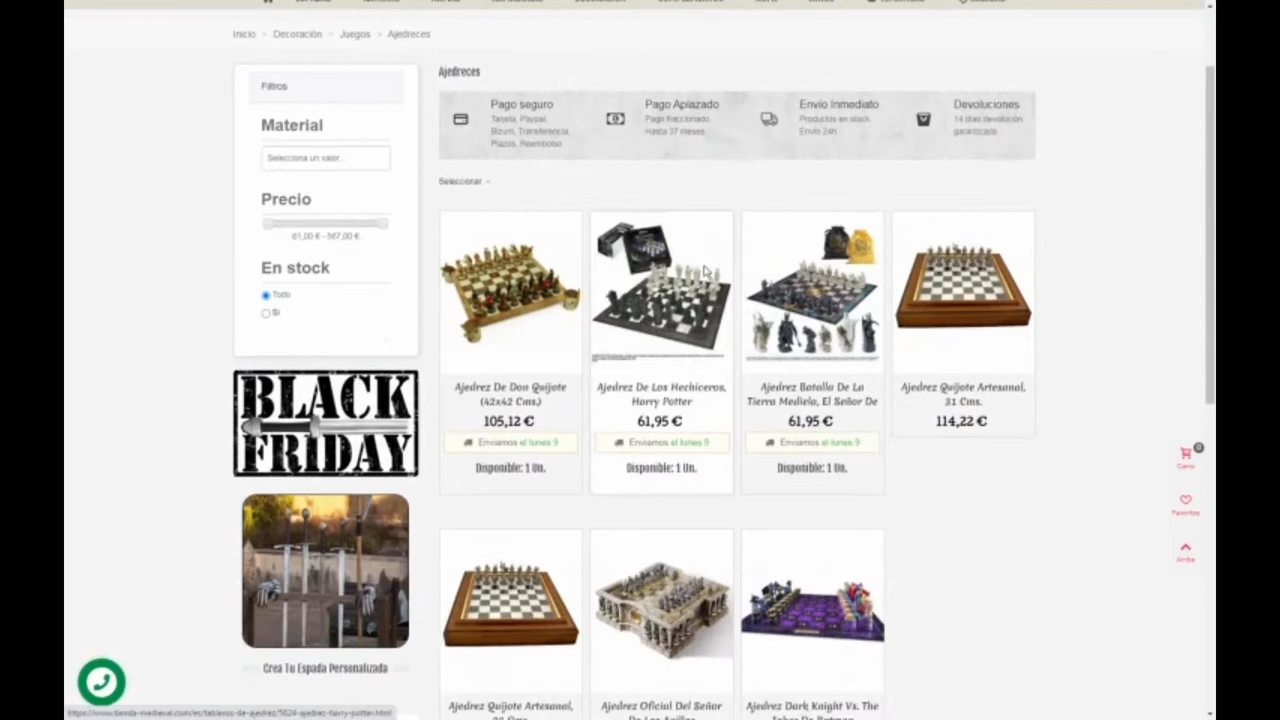 Inicio > Decoración > Juegos > Ajedreces
Filtros
Material
Selecciona un valor...
Precio
61,00 € - 567,00 €
En stock
Todo
Si
BLACK
FRIDAY
Crea Tu Espada Personalizada
Ajedreces
Pago seguro
Tarjeta, Paypal,
Bizum, Transferencia,
Plazos, Reembolso
Pago Aplazado
Pago fraccionado.
Hasta 37 meses
Envío Inmediato
Productos en stock.
Envio 24h
Devoluciones
14 días devolución
garantizada
Seleccionar
Ajedrez De Don Quijote
(42x42 Cms.)
105,12 €
Enviamos el lunes 9
Disponible: 1 Un.
Ajedrez De Los Hechiceros,
Harry Potter
61,95 €
Enviamos el lunes 9
Disponible: 1 Un.
Ajedrez Batalla De La
Tierra Mediela, El Señor De
61,95 €
Enviamos el lunes 9
Disponible: 1 Un.
Ajedrez Quijote Artesanal,
31 Cms.
114,22 €
Ajedrez Quijote Artesanal,
Ajedrez Oficial Del Señor
De Los Anillos
Ajedrez Dark Knight Vs. The
0
Carro
Favoritos
Arriba
https://www.tienda-medieval.com/es/tableros-de-ajedrez/5624-ajedrez-harry-potter.html